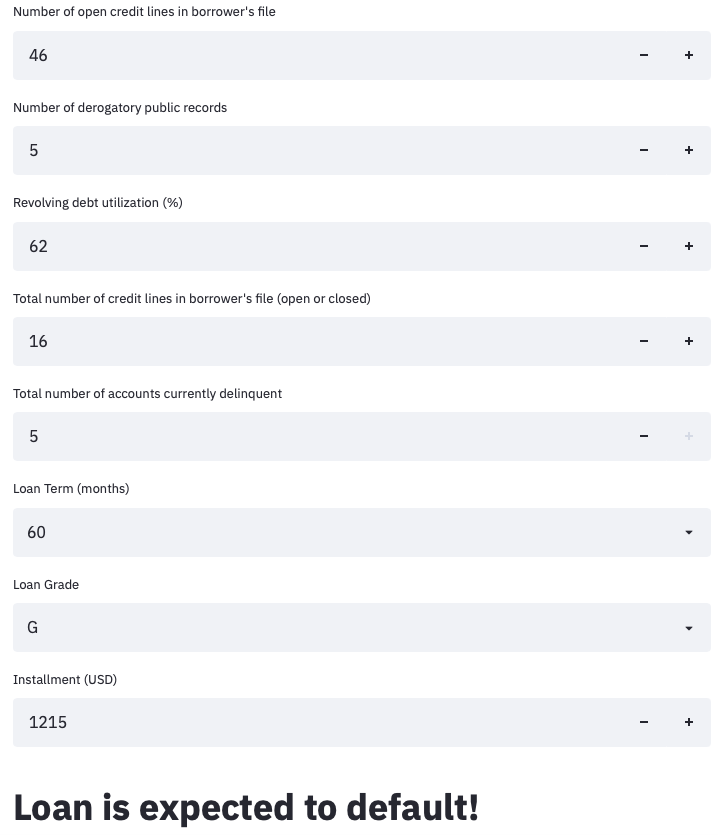 Number of open credit lines in borrower's file
46
Number of derogatory public records
5
Revolving debt utilization (%)
62
Total number of credit lines in borrower's file (open or closed)
16
Total number of accounts currently delinquent
5
Loan Term (months)
60
Loan Grade
G
Installment (USD)
1215
Loan is expected to default!